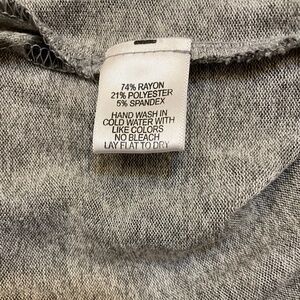 74% RAYON
21% POLYESTER
5% SPANDEX
HAND WASH IN
COLD WATER WITH
LIKE COLORS
NO BLEACH
LAY FLAT TO DRY